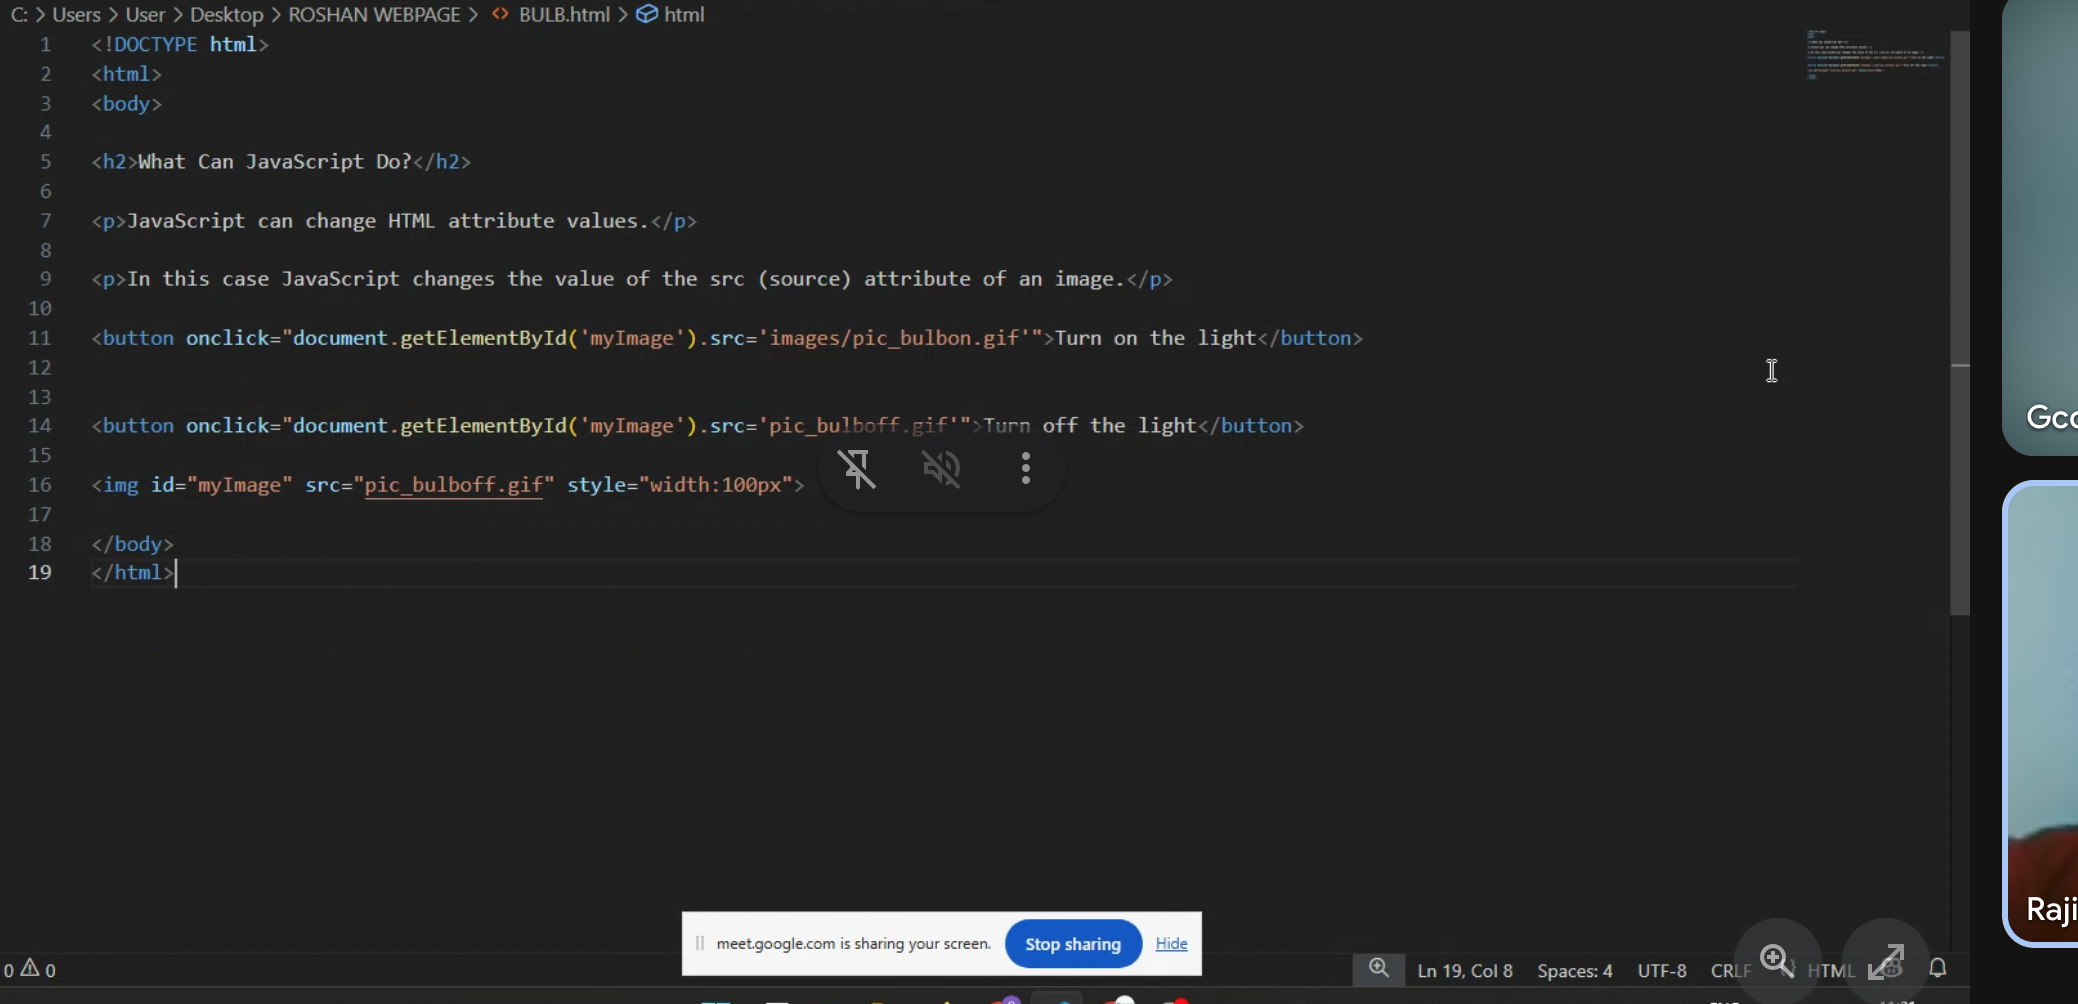 C: > Users > User > Desktop > ROSHAN WEBPAGE > <> BULB.html > html
1 <!DOCTYPE html>
2 <html>
3 <body>
4
5 <h2>What Can JavaScript Do?</h2>
6
7 <p>JavaScript can change HTML attribute values.</p>
8
9 <p>In this case JavaScript changes the value of the src (source) attribute of an image.</p>
10
11 <button onclick="document.getElementById('myImage').src='images/pic_bulbon.gif'">Turn on the light</button>
12
13
14 <button onclick="document.getElementById('myImage').src='pic_bulboff.gif'">Turn off the light</button>
15
16 <img id="myImage" src="pic_bulboff.gif" style="width:100px">
17
18 </body>
19 </html>
Gco
Raji
meet.google.com is sharing your screen. Stop sharing Hide
0 0 Ln 19, Col 8 Spaces: 4 UTF-8 CRLF HTML